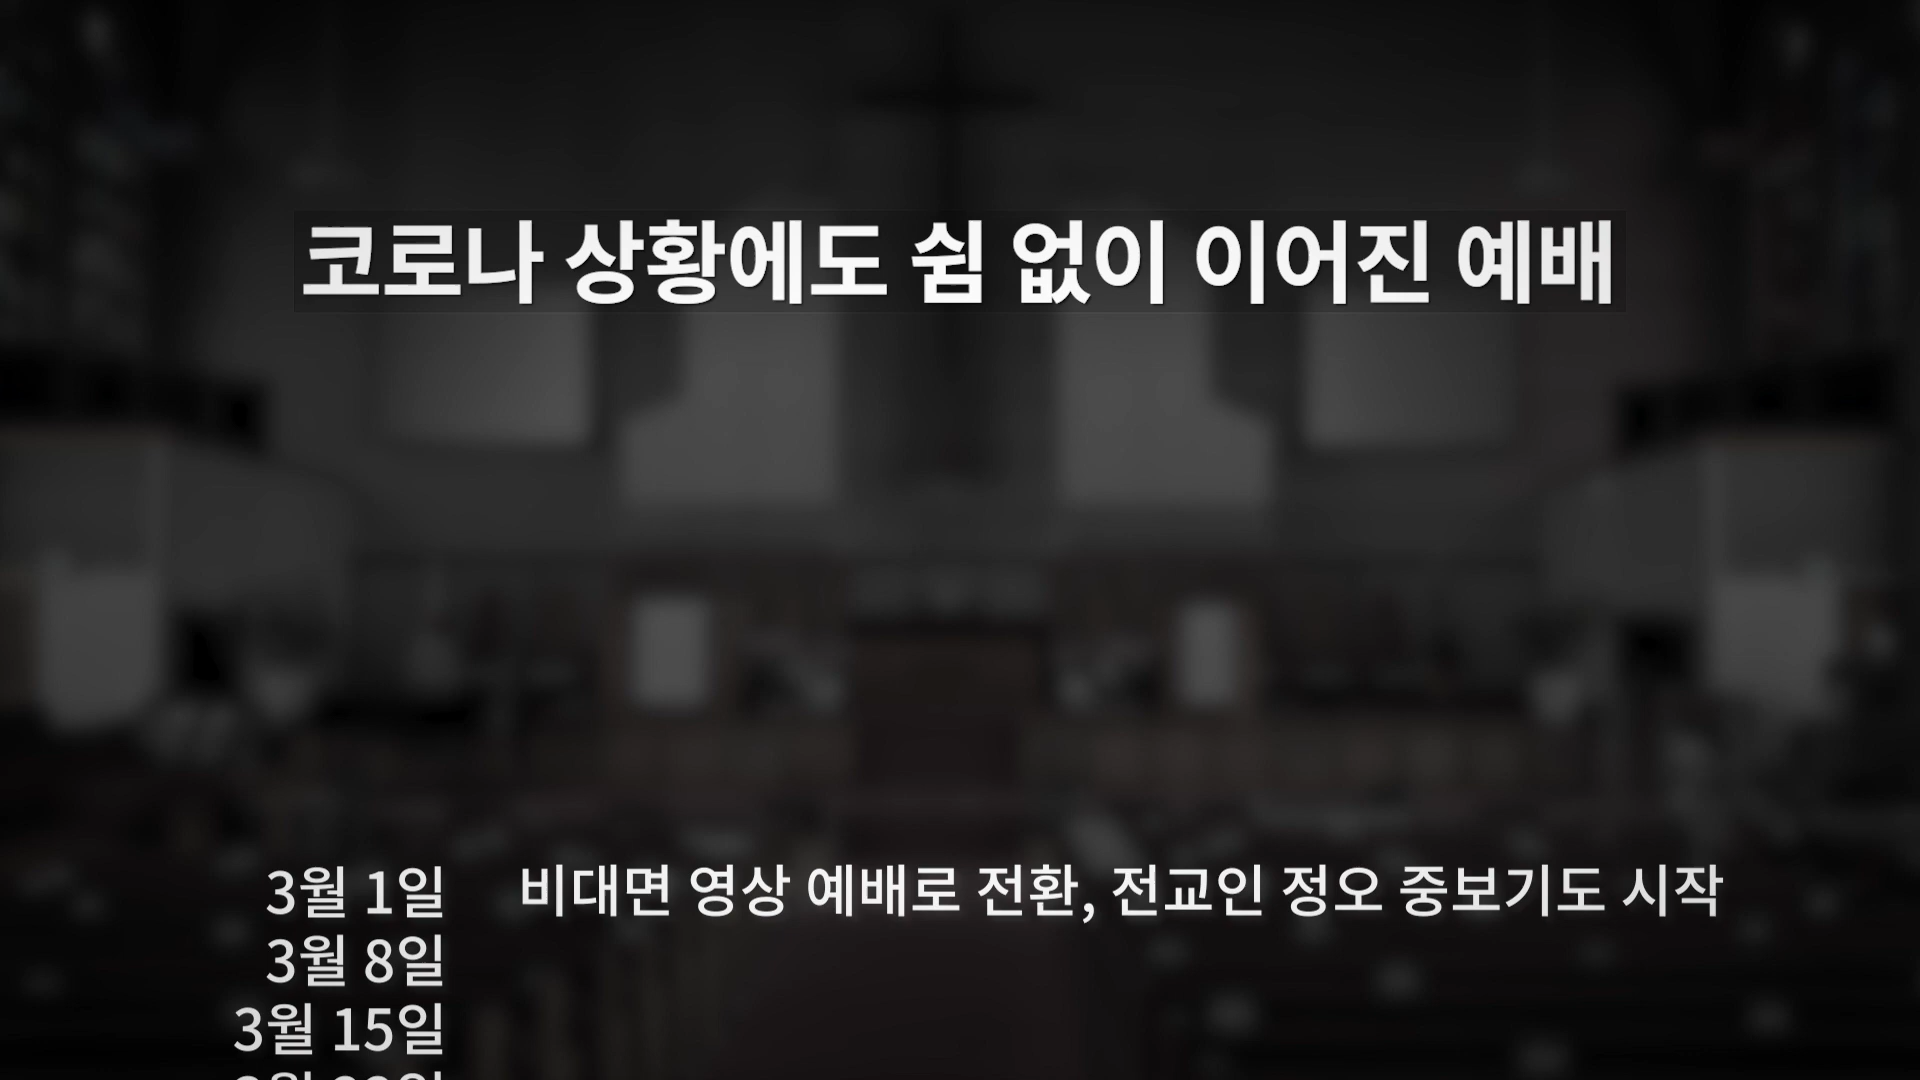 코로나 상황에도 쉼 없이 이어진 예배
3월 1일 비대면 영상 예배로 전환, 전교인 정오 중보기도 시작
3월 8일
3월 15일